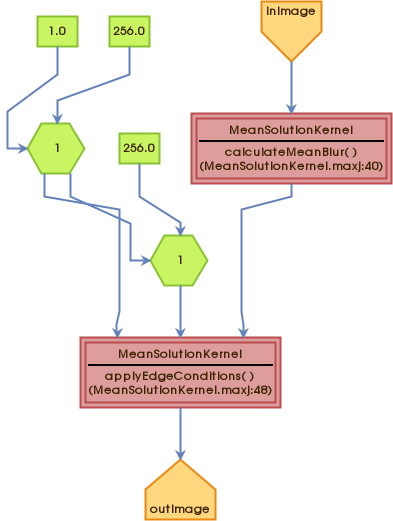 inImage
1.0
256.0
MeanSolutionKernel
calculateMeanBlur( )
(MeanSolutionKernel.maxj:40)
1
256.0
1
MeanSolutionKernel
applyEdgeConditions( )
(MeanSolutionKernel.maxj:48)
outImage